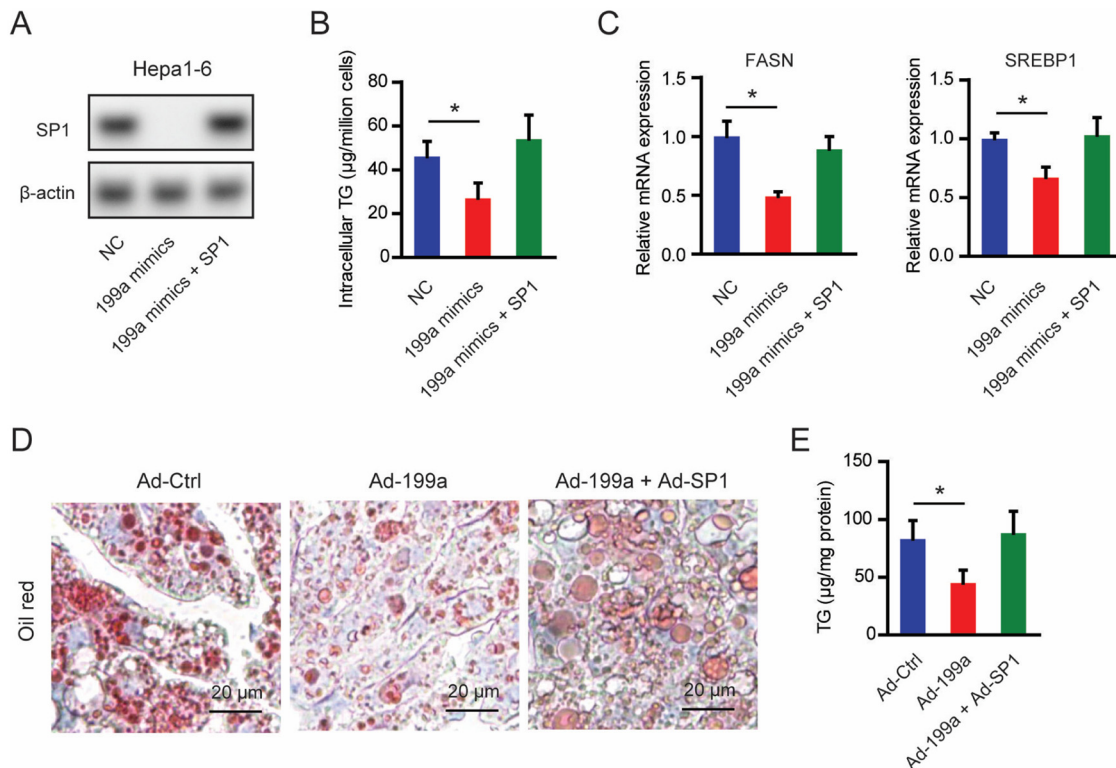 A
Hepa1-6
SP1
β-actin
NC
199a mimics
199a mimics + SP1
B
Intracellular TG (µg/million cells)
80
60
40
20
0
*
NC
199a mimics
199a mimics + SP1
C
FASN
Relative mRNA expression
1.5
1.0
0.5
0.0
*
NC
199a mimics
199a mimics + SP1
SREBP1
Relative mRNA expression
1.5
1.0
0.5
0.0
*
NC
199a mimics
199a mimics + SP1
D
Ad-Ctrl
Ad-199a
Ad-199a + Ad-SP1
Oil red
20 µm
20 µm
20 µm
E
TG (µg/mg protein)
150
100
50
0
*
Ad-Ctrl
Ad-199a
Ad-199a + Ad-SP1